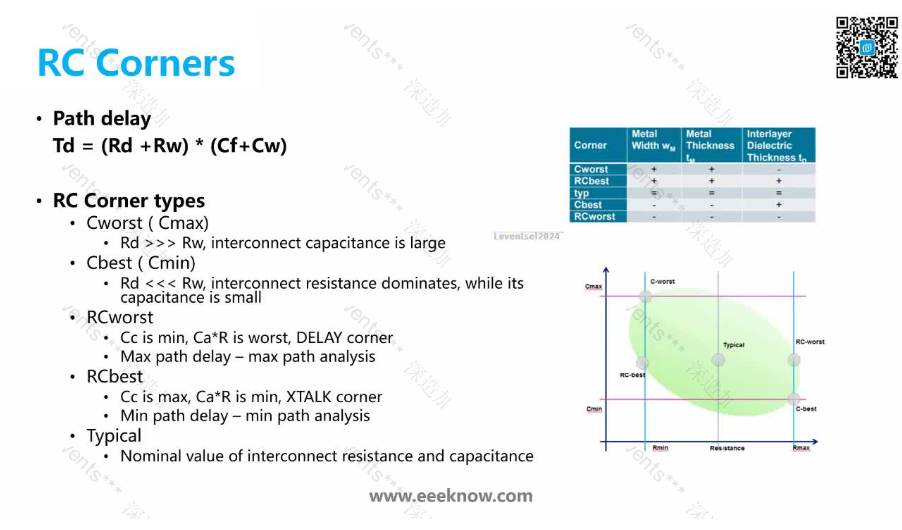 RC Corners
• Path delay
Td = (Rd +Rw) * (Cf+Cw)
• RC Corner types
• Cworst ( Cmax)
• Rd >>> Rw, interconnect capacitance is large
• Cbest ( Cmin)
• Rd <<< Rw, interconnect resistance dominates, while its
capacitance is small
• RCworst
• Cc is min, Ca*R is worst, DELAY corner
• Max path delay – max path analysis
• RCbest
• Cc is max, Ca*R is min, XTALK corner
• Min path delay – min path analysis
• Typical
• Nominal value of interconnect resistance and capacitance
Corner Metal Width wM Metal Thickness tM Interlayer Dielectric Thickness tD
Cworst + + -
RCbest + + +
typ = = =
Cbest - - +
RCworst - - -
Leventsel2024
Cmax
C-worst
Typical
RC-worst
RC-best
Cmin
C-best
Rmin
Resistance
Rmax
www.eeeknow.com